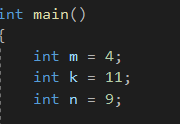 int main()
{
int m = 4;
int k = 11;
int n = 9;